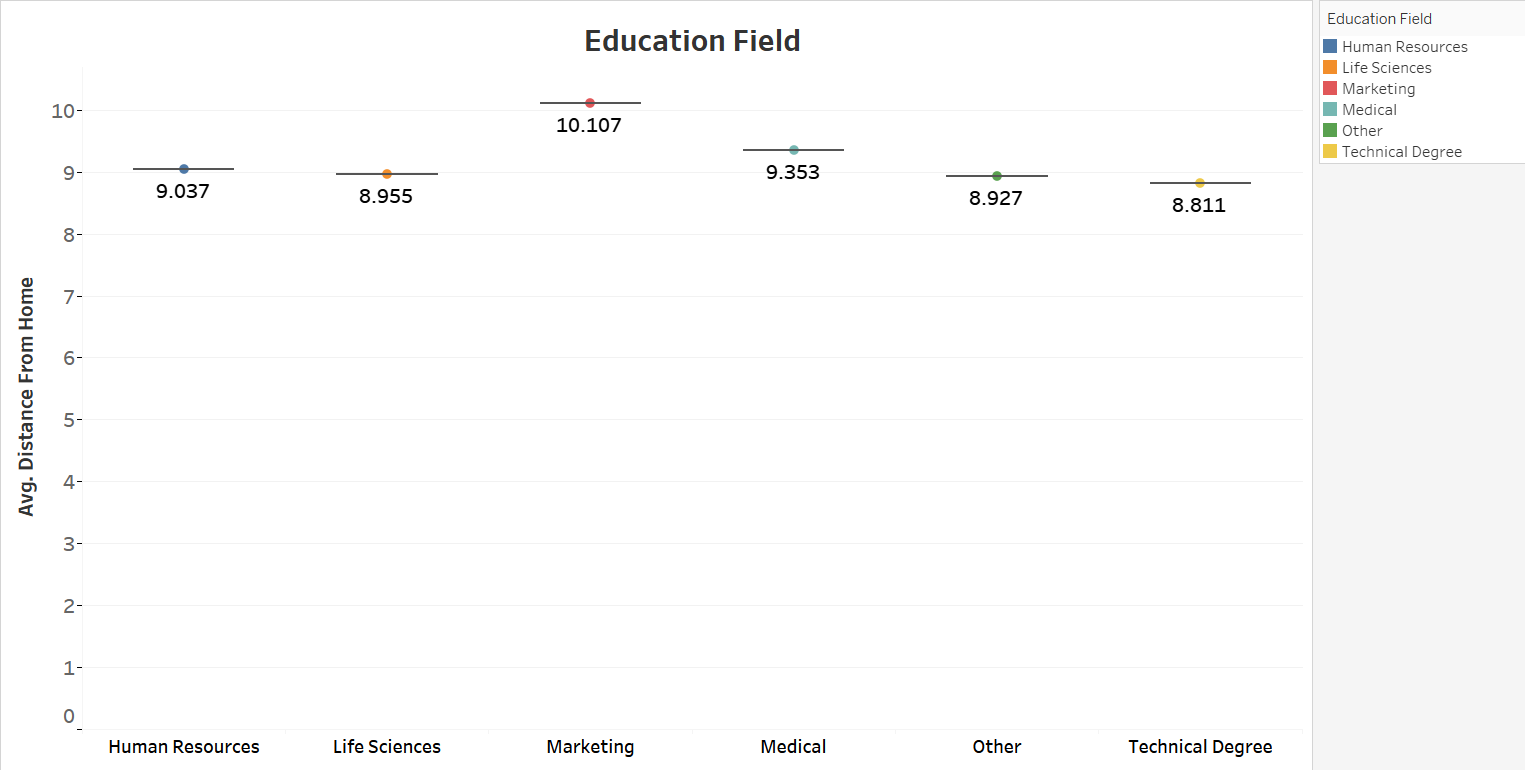 Education Field
Avg. Distance From Home
10
9
8
7
6
5
4
3
2
1
0
9.037
8.955
10.107
9.353
8.927
8.811
Human Resources
Life Sciences
Marketing
Medical
Other
Technical Degree
Education Field
Human Resources
Life Sciences
Marketing
Medical
Other
Technical Degree